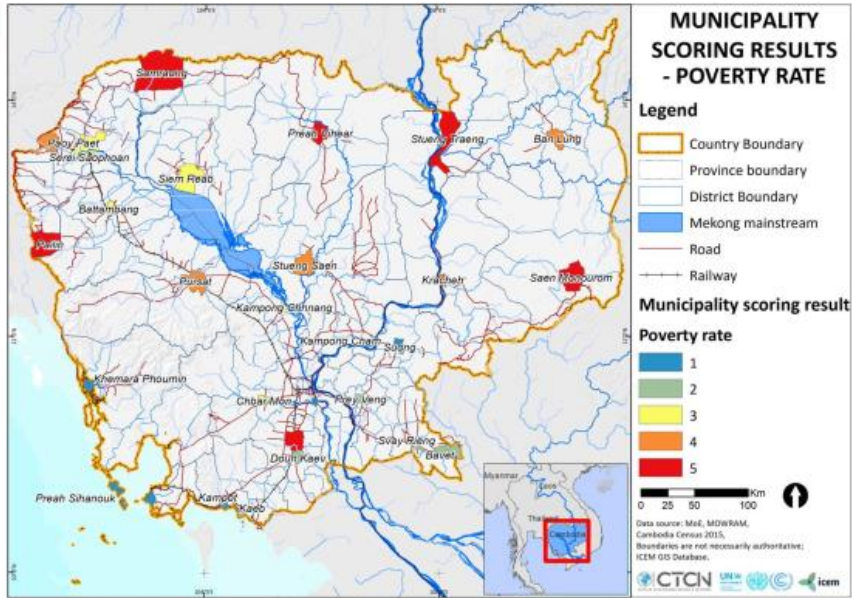 MUNICIPALITY
SCORING RESULTS
- POVERTY RATE
Legend
Country Boundary
Province boundary
District Boundary
Mekong mainstream
Road
Railway
Municipality scoring result
Poverty rate
1
2
3
4
5
Km
0 25 50 100
Data source: MoE, MOWRAM,
Cambodia Census 2015,
Boundaries are not necessarily authoritative;
ICEM GIS Database.
CTCN
icem
Samraung
Preah Vihear
Stueng Traeng
Ban Lung
Paoy Paet
Serei Saophoan
Siem Reab
Battambang
Pailin
Stueng Saen
Pursat
Kracheh
Saen Monourom
Kampong Chhnang
Kampong Cham
Suong
Khemara Phoumin
Chbar Mon
Prey Veng
Svay Rieng
Bavet
Doun Kaev
Preah Sihanouk
Kampot
Kaeb
Myanmar
Laos
Thailand
Cambodia